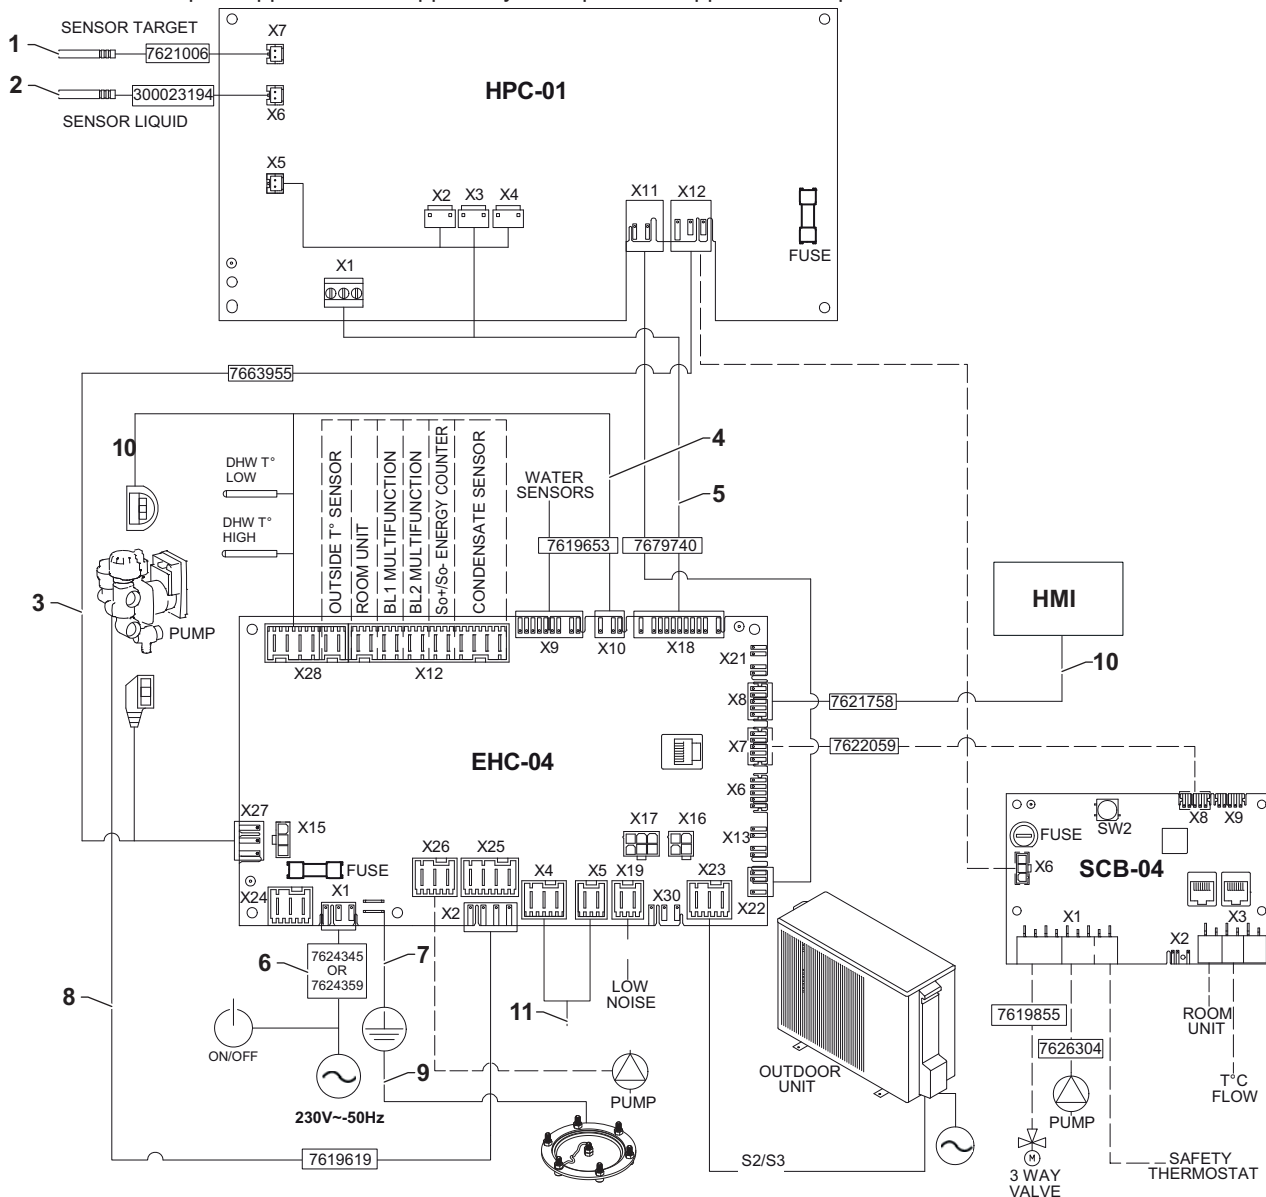 SENSOR TARGET
1
7621006
X7
2
300023194
X6
SENSOR LIQUID
HPC-01
X5
X2
X3
X4
X11
X12
FUSE
X1
7663955
10
DHW T°
LOW
DHW T°
HIGH
OUTSIDE T° SENSOR
ROOM UNIT
BL1 MULTIFUNCTION
BL2 MULTIFUNCTION
So+/So- ENERGY COUNTER
CONDENSATE SENSOR
WATER
SENSORS
4
5
7619653
7679740
HMI
3
PUMP
X28
X12
X9
X10
X18
X21
10
X8
7621758
X7
7622059
EHC-04
X6
X27
X15
X17
X16
X13
FUSE
X26
X25
X4
X5
X19
X23
X24
X1
X2
X30
X22
SW2
X8
X9
FUSE
X6
SCB-04
X1
X2
X3
6
7624345
OR
7624359
7
8
LOW
NOISE
11
ON/OFF
9
230V~-50Hz
PUMP
7619619
OUTDOOR
UNIT
S2/S3
7619855
7626304
PUMP
ROOM
UNIT
T°C
FLOW
M
3 WAY
VALVE
SAFETY
THERMOSTAT